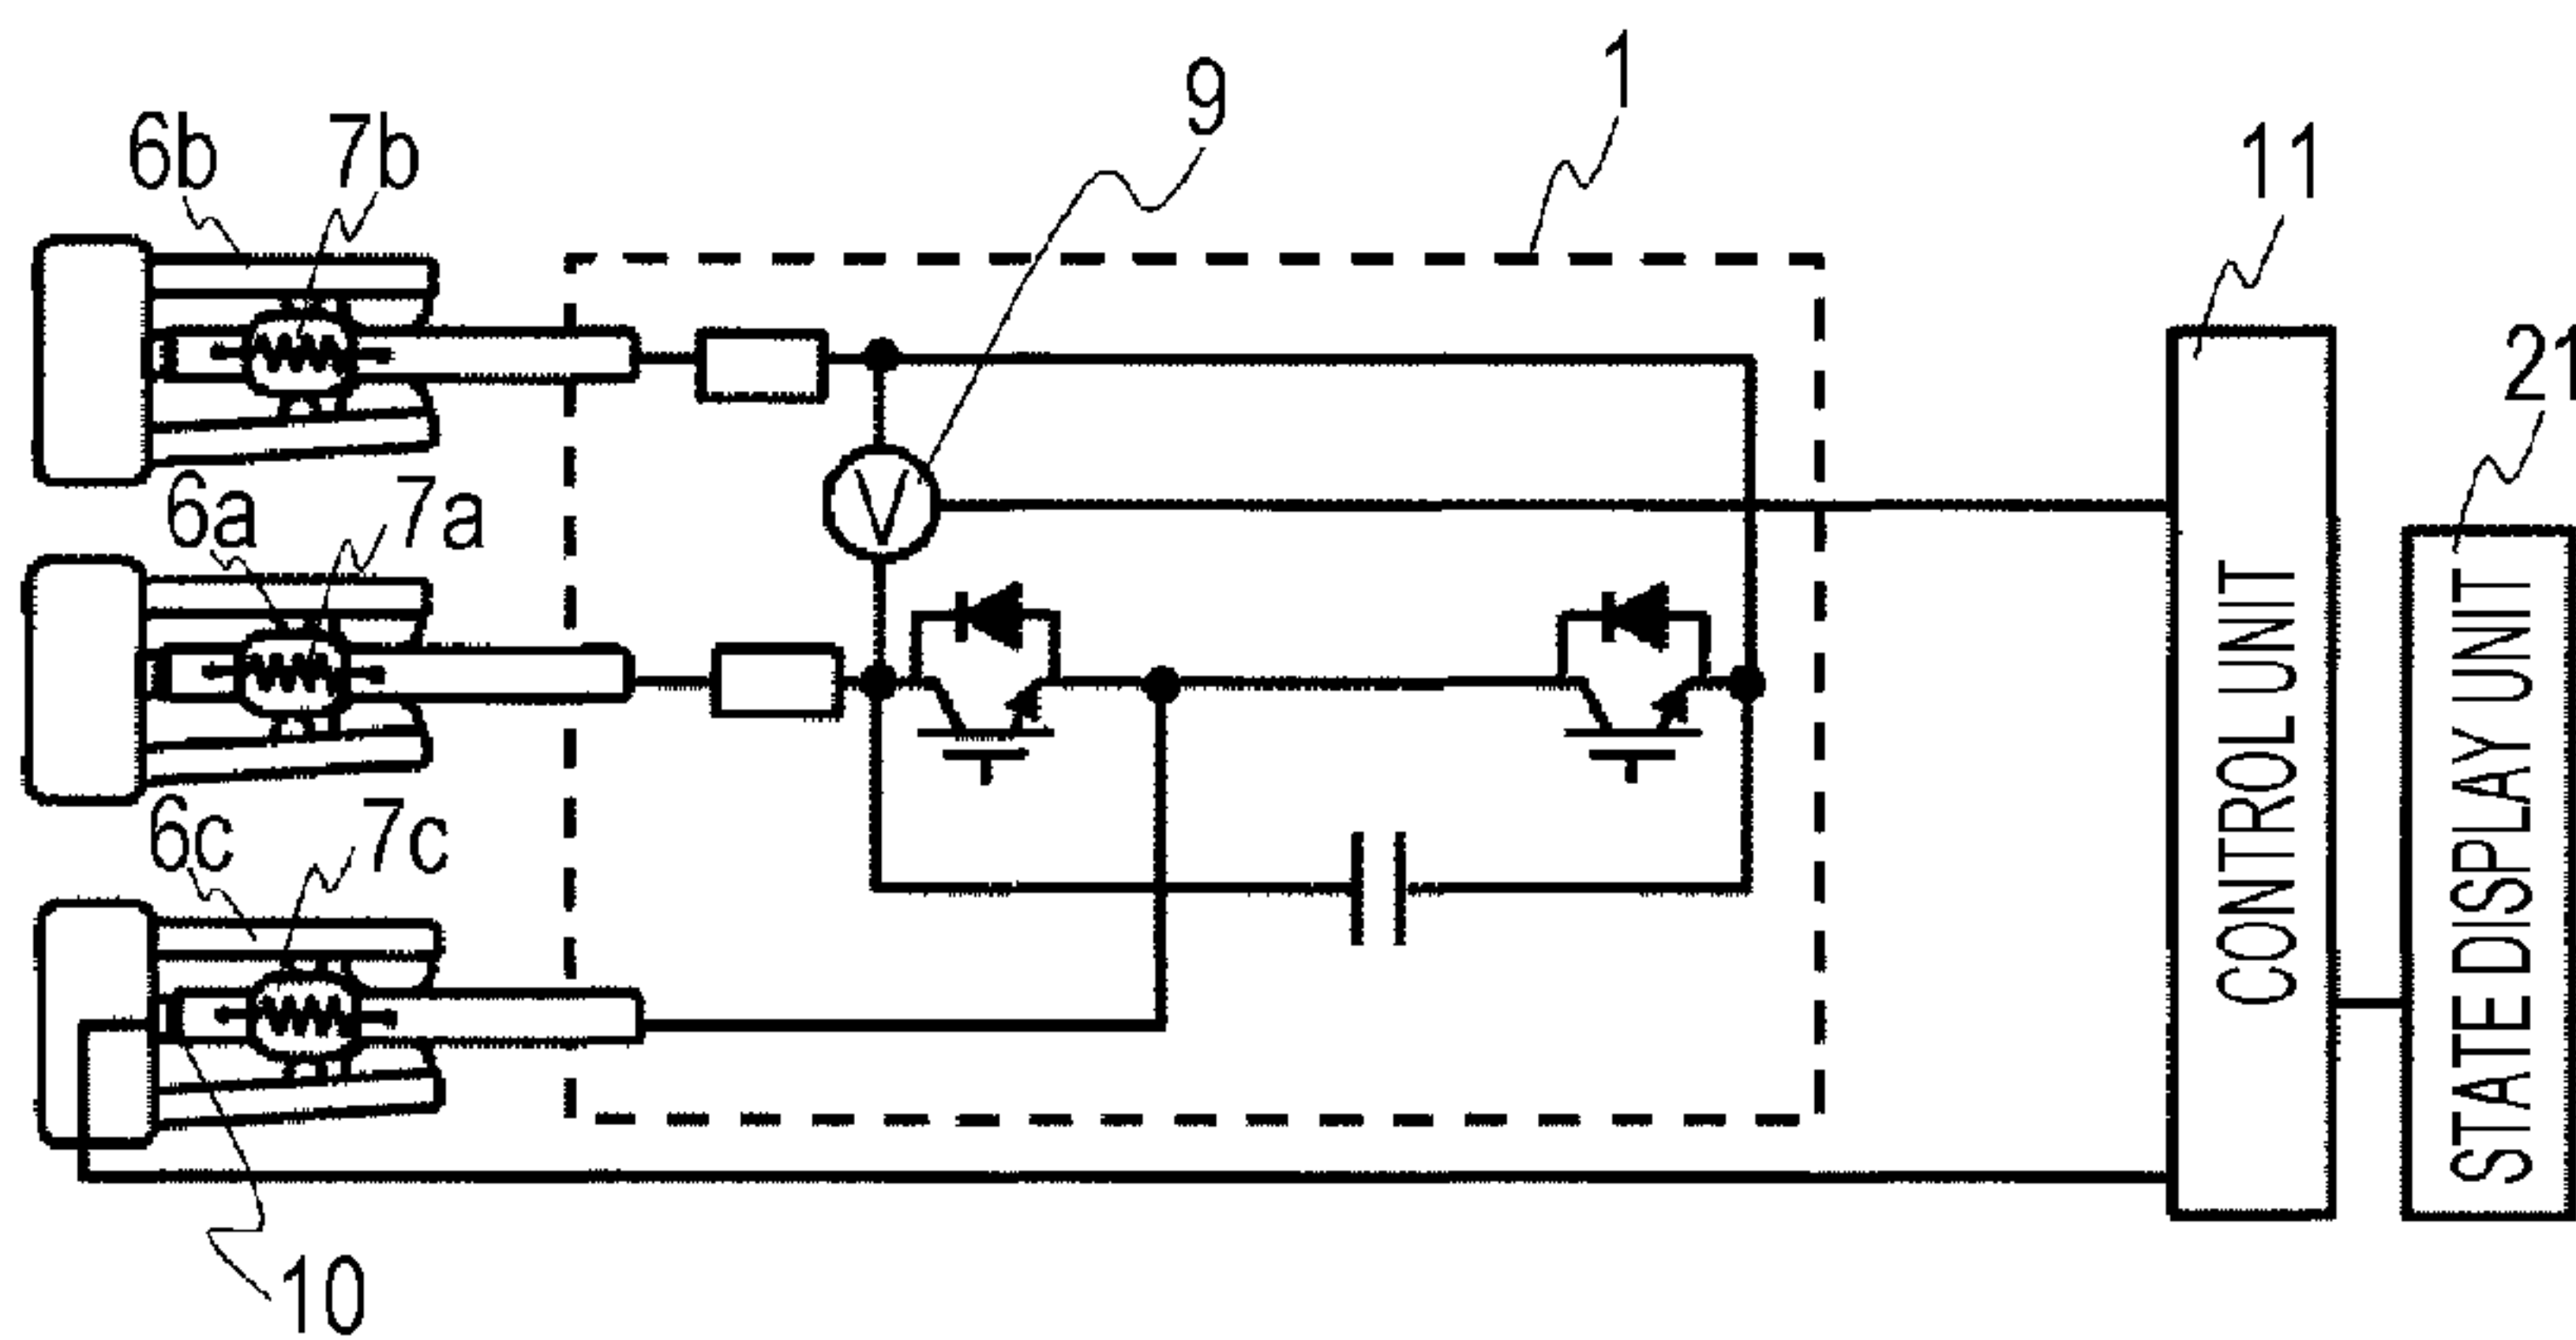 1
9
11
6b
7b
21
V
6a
7a
6c
7c
CONTROL UNIT
STATE DISPLAY UNIT
10